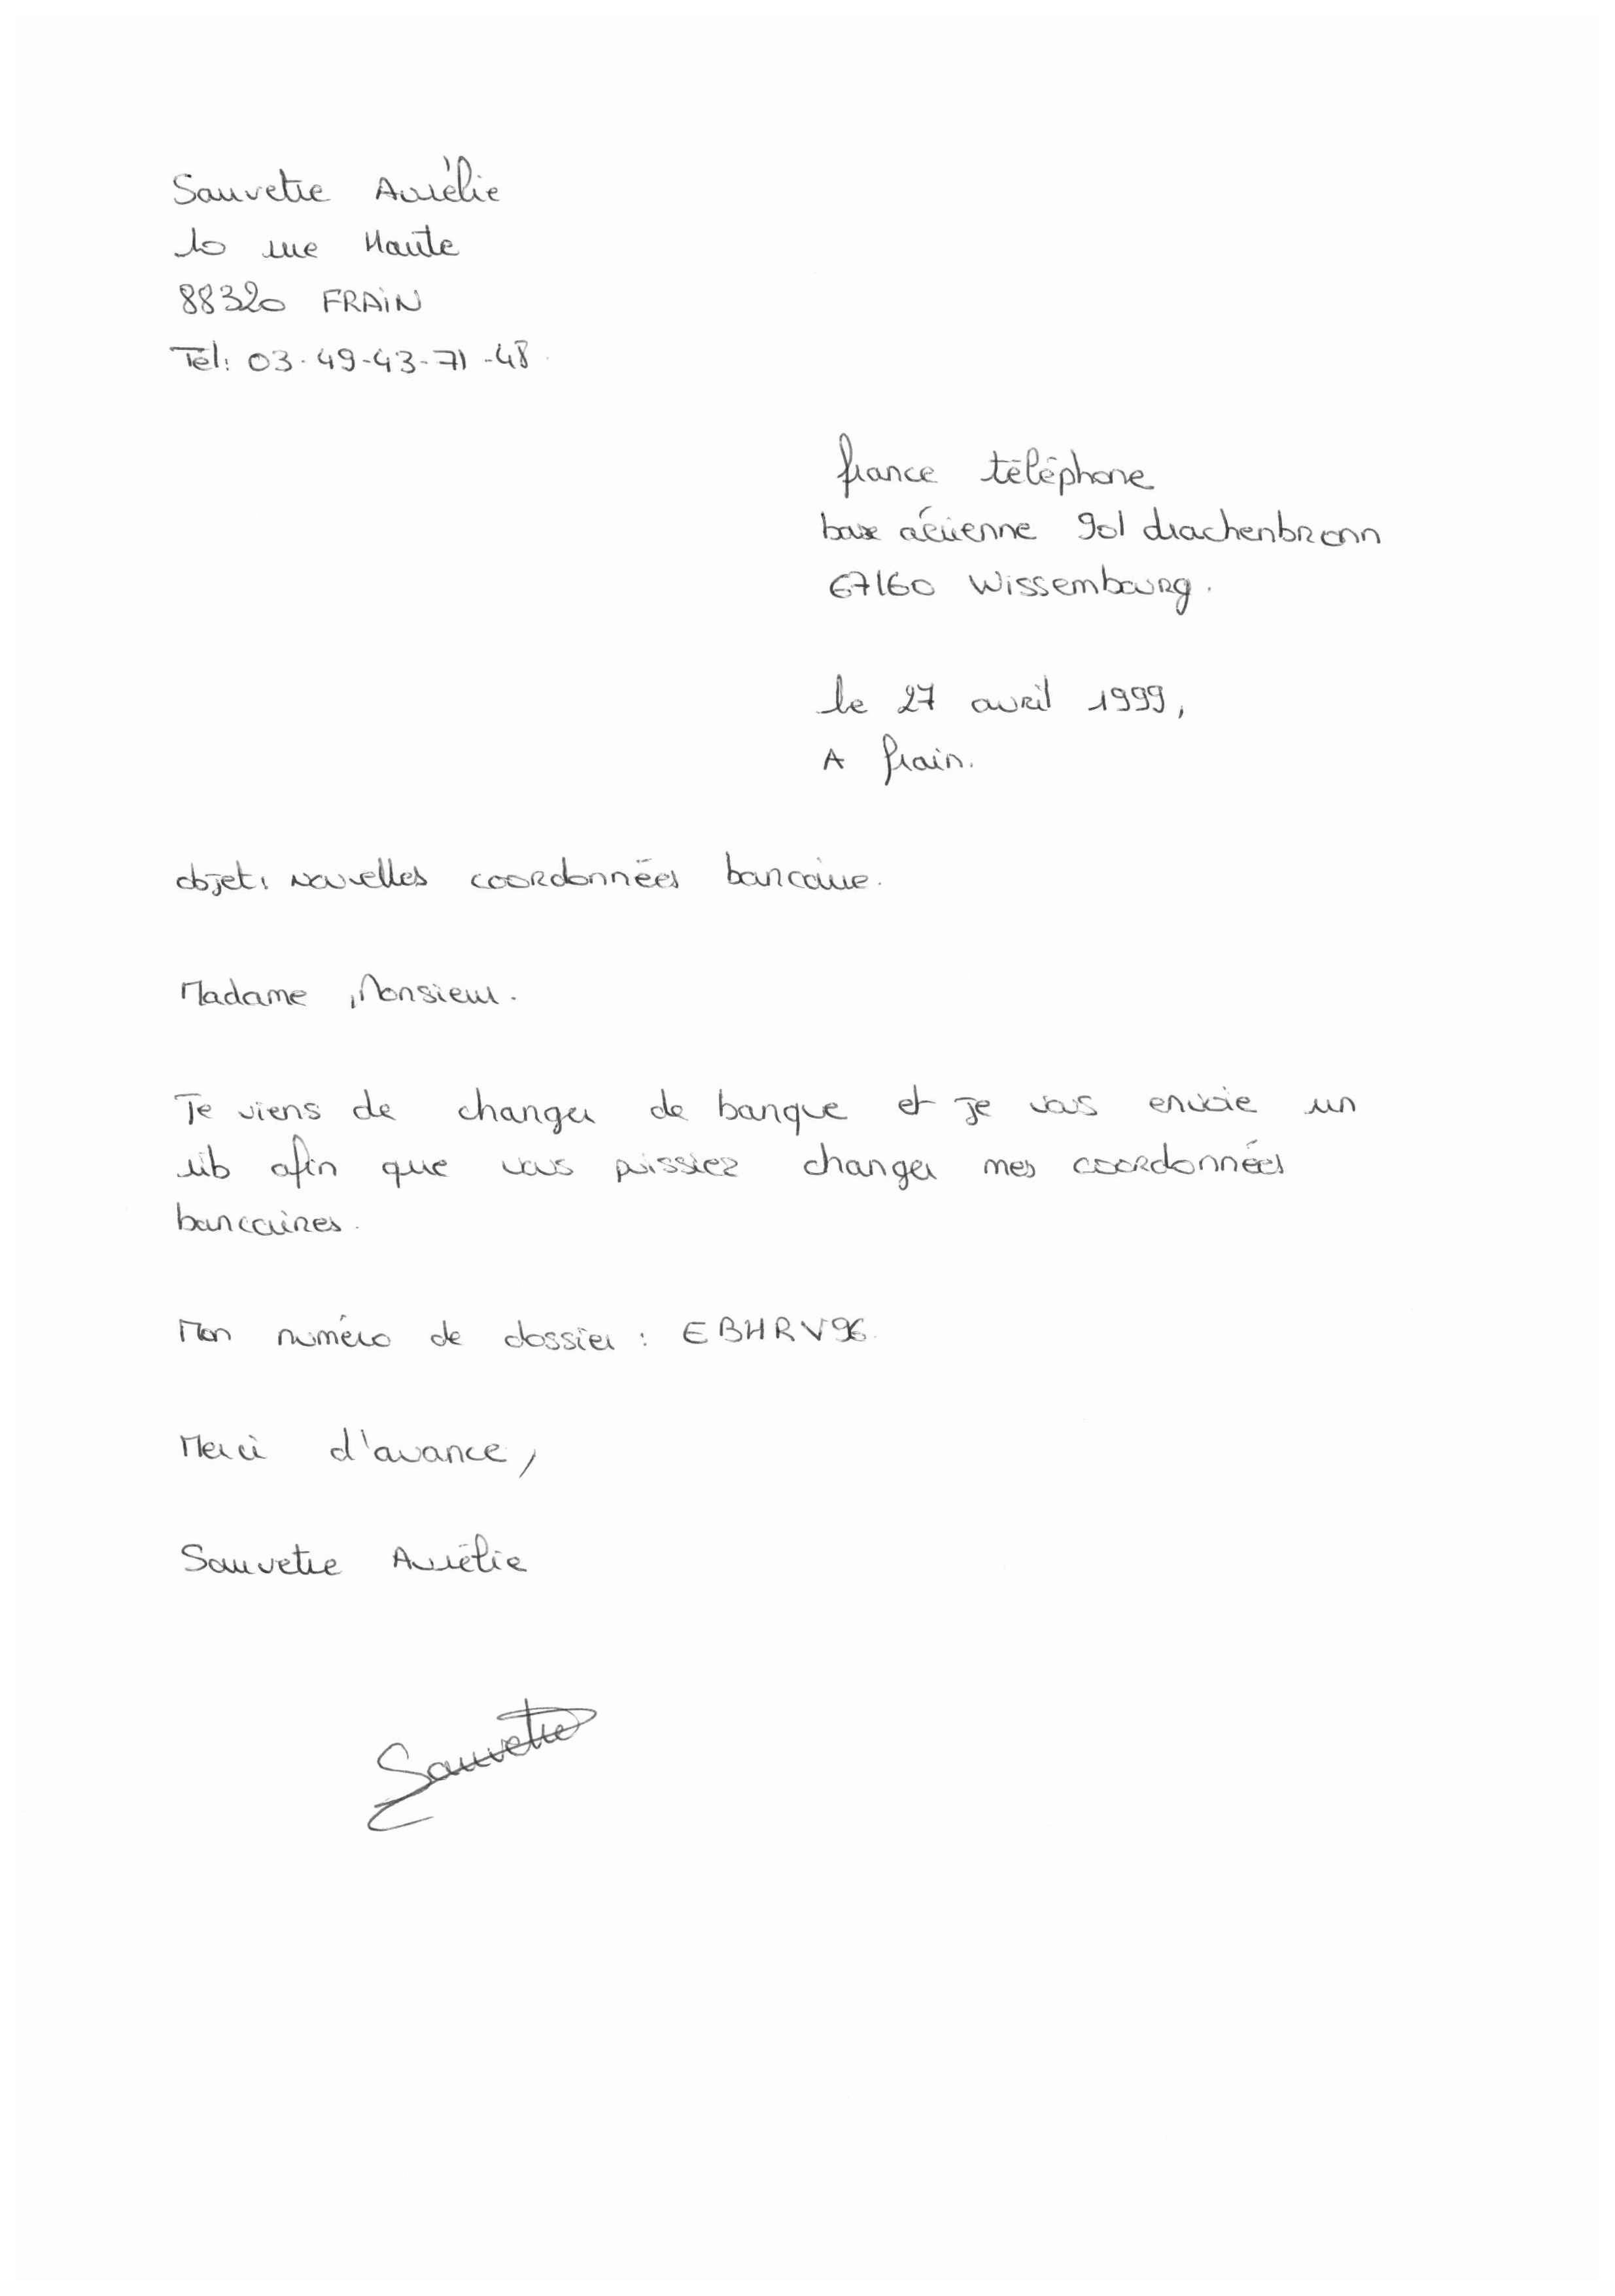 Sauvetre Aurélie
10 rue Haute
88320 FRAIN
Tél: 03-49-43-71-48
france téléphone
base aérienne 901 drachenbronn
67160 Wissembourg.
le 27 avril 1999,
A frain.
objet: nouvelles coordonnées bancaire.
Madame, Monsieur.
Je viens de changer de banque et je vous envoie un
rib afin que vous puissiez changer mes coordonnées
bancaires.
Mon numéro de dossier : EBHRV96.
Merci d'avance,
Sauvetre Aurélie
Sauvetre